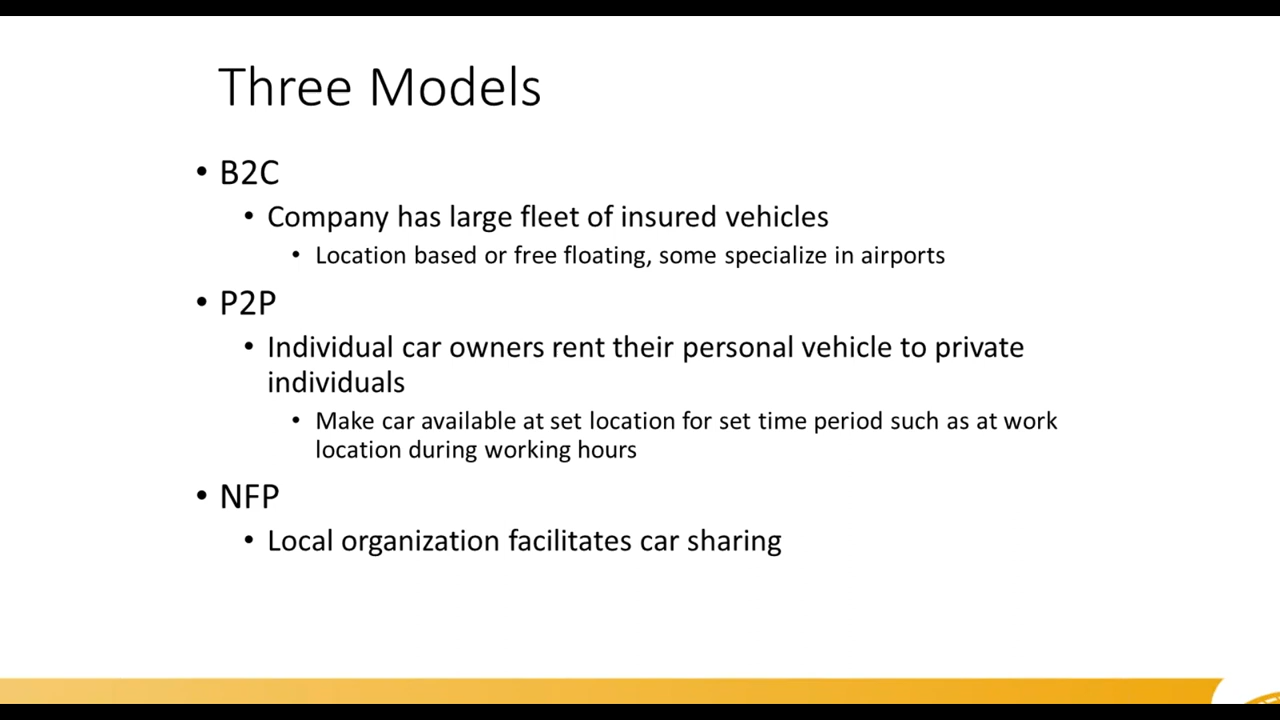 Three Models
• B2C
• Company has large fleet of insured vehicles
• Location based or free floating, some specialize in airports
• P2P
• Individual car owners rent their personal vehicle to private
individuals
• Make car available at set location for set time period such as at work
location during working hours
• NFP
• Local organization facilitates car sharing